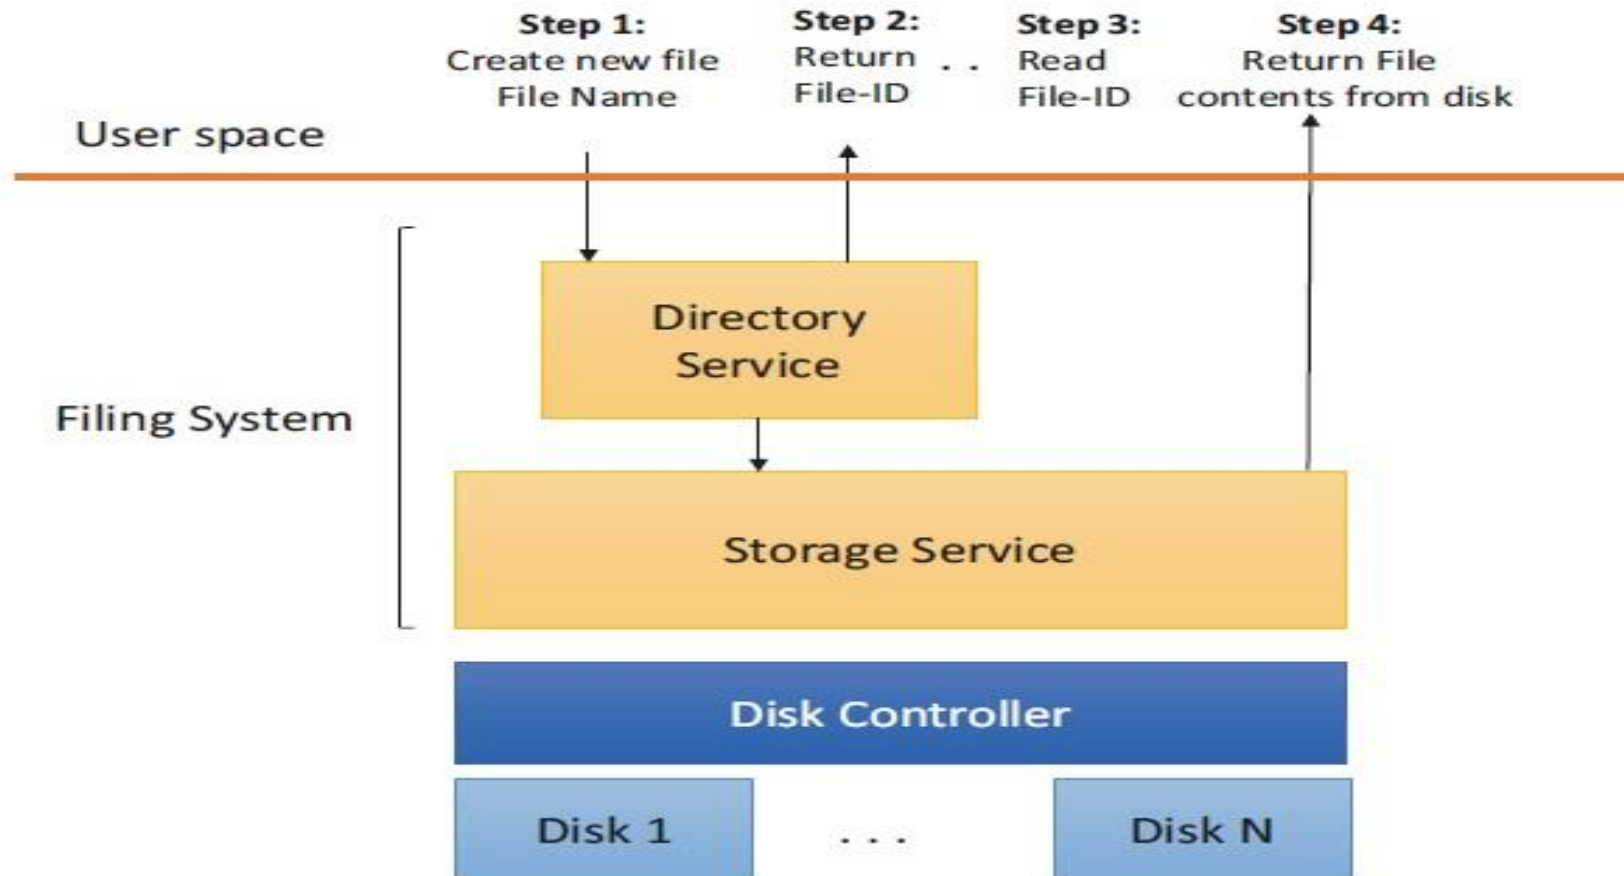 Step 1:
Create new file
File Name
Step 2:
Return
File-ID
. .
Step 3:
Read
File-ID
Step 4:
Return File
contents from disk
User space
Directory
Service
Filing System
Storage Service
Disk Controller
Disk 1
. . .
Disk N